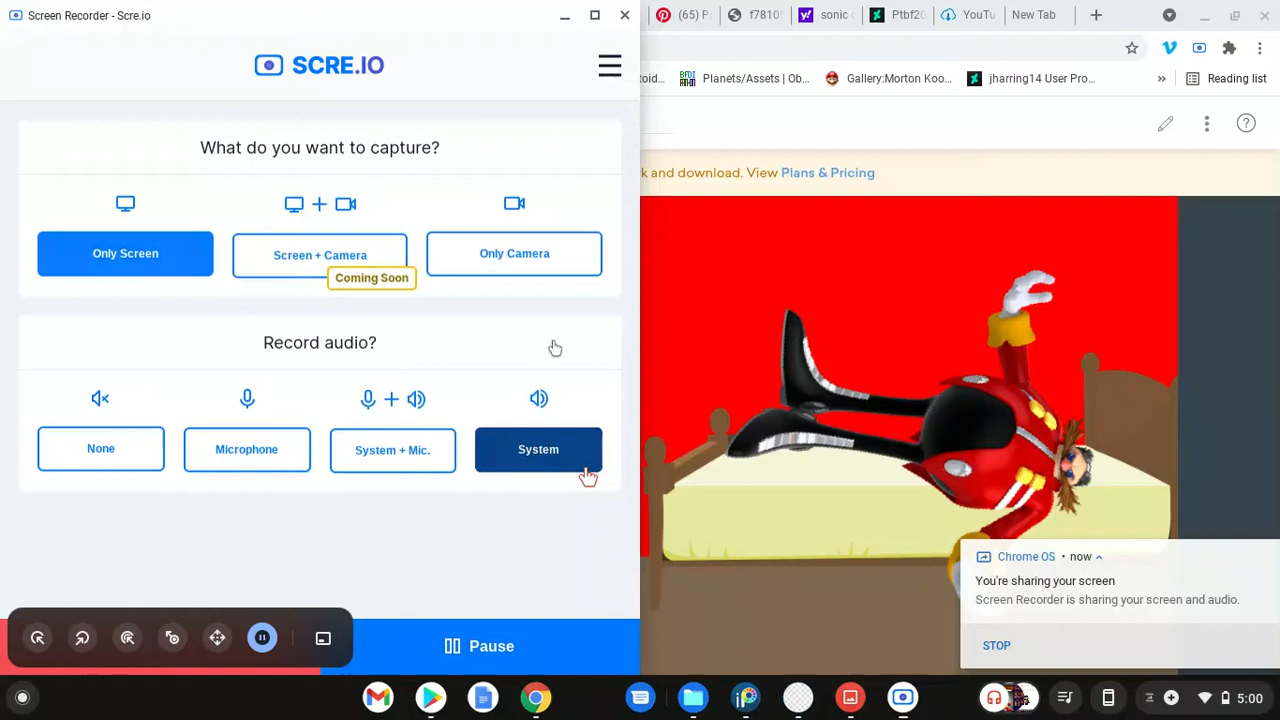 Screen Recorder - Scre.io
(65) P
f7810
sonic
Ptbf20
YouTu
New Tab
SCRE.IO
toid...
Planets/Assets | Ob...
Gallery:Morton Koo...
jharring14 User Pro...
»
Reading list
What do you want to capture?
k and download. View Plans & Pricing
Only Screen
Screen + Camera
Only Camera
Coming Soon
Record audio?
None
Microphone
System + Mic.
System
Chrome OS • now
You're sharing your screen
Screen Recorder is sharing your screen and audio.
STOP
Pause
5:00